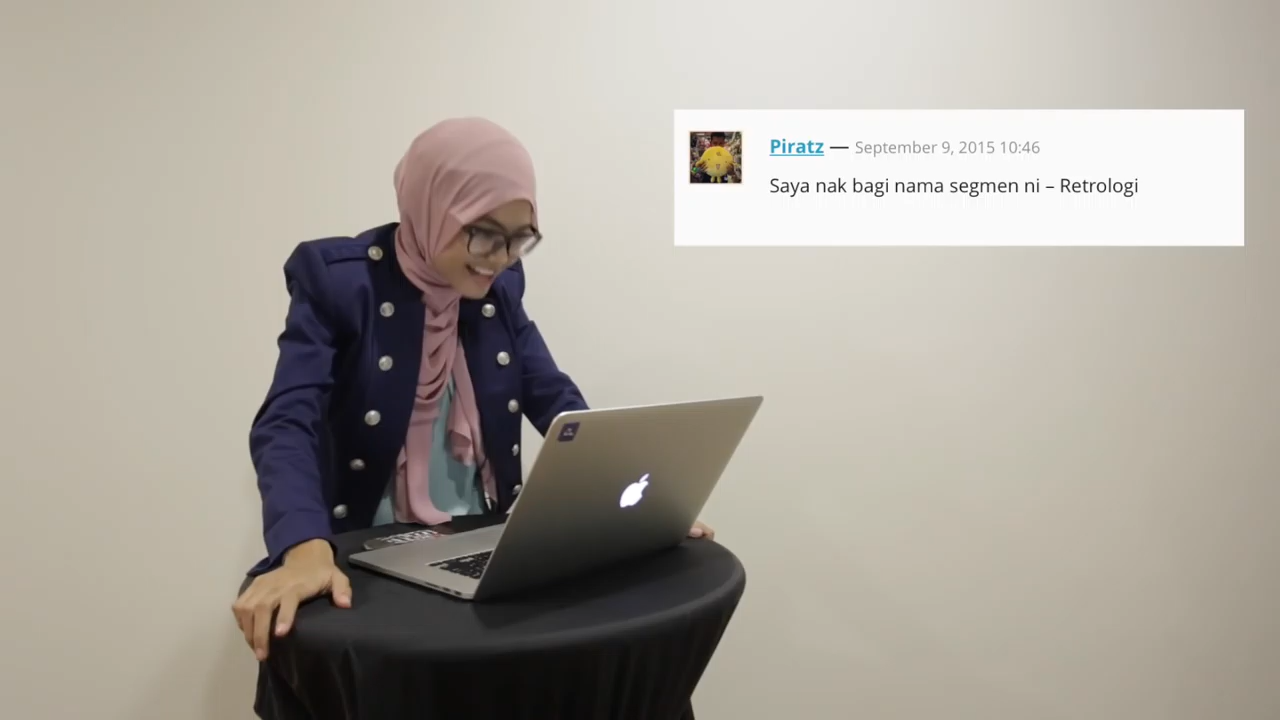 Piratz — September 9, 2015 10:46
Saya nak bagi nama segmen ni – Retrologi